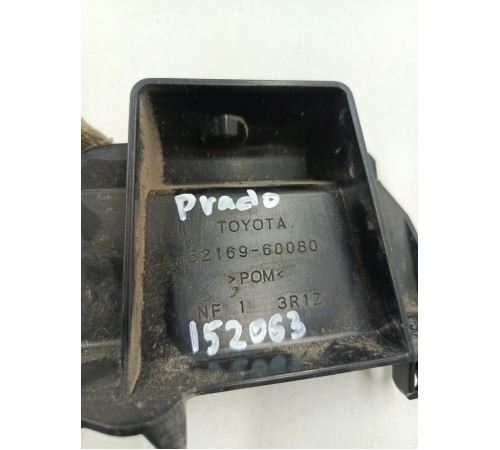 Prado
TOYOTA
52169-60080
>POM<
NF 1 3R1Z
152063